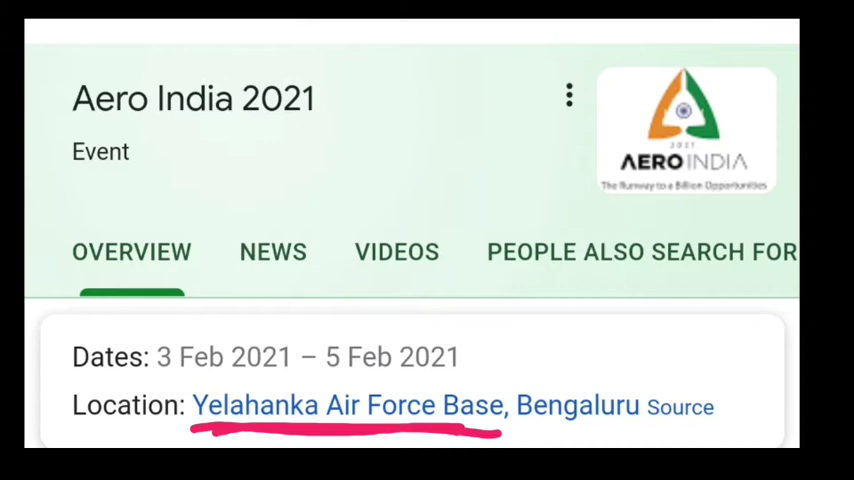 Aero India 2021
Event
2021
AERO INDIA
The Runway to a Billion Opportunities
OVERVIEW NEWS VIDEOS PEOPLE ALSO SEARCH FOR
Dates: 3 Feb 2021 – 5 Feb 2021
Location: Yelahanka Air Force Base, Bengaluru Source